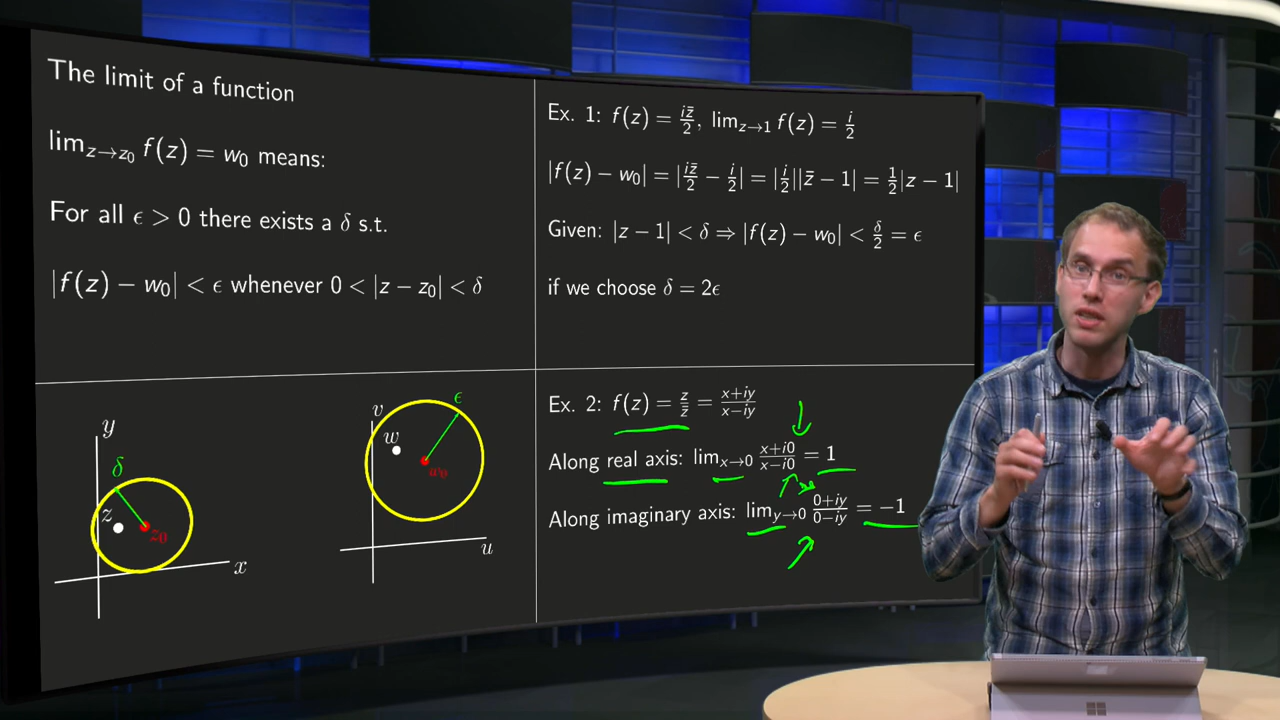 The limit of a function
lim_{z→z₀} f(z) = w₀ means:
For all ϵ > 0 there exists a δ s.t.
|f(z) − w₀| < ϵ whenever 0 < |z − z₀| < δ
Ex. 1: f(z) = iz̄/2, lim_{z→1} f(z) = i/2
|f(z) − w₀| = |iz̄/2 − i/2| = |i/2||z̄ − 1| = 1/2|z − 1|
Given: |z − 1| < δ ⇒ |f(z) − w₀| < δ/2 = ϵ
if we choose δ = 2ϵ
y
δ
z
z₀
x
v
ϵ
w
w₀
u
Ex. 2: f(z) = z/z̄ = x+iy/x−iy
Along real axis: lim_{x→0} x+i0/x−i0 = 1
Along imaginary axis: lim_{y→0} 0+iy/0−iy = −1